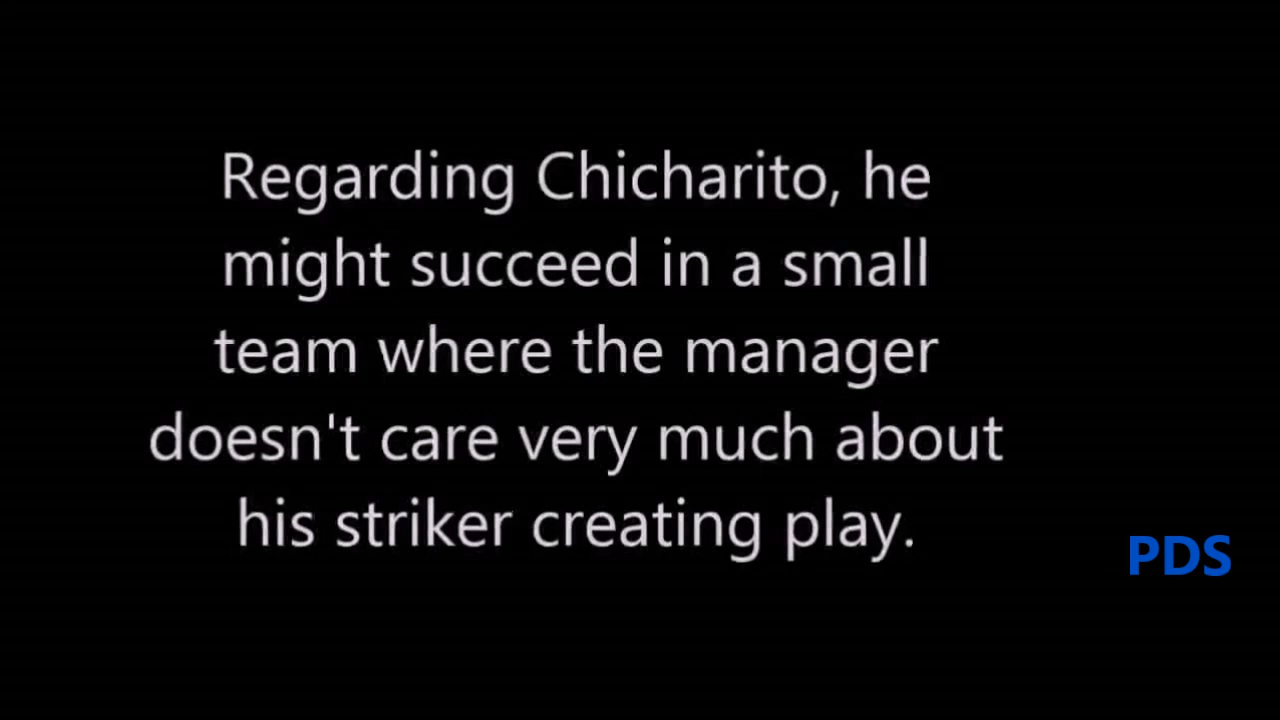 Regarding Chicharito, he
might succeed in a small
team where the manager
doesn't care very much about
his striker creating play.
PDS